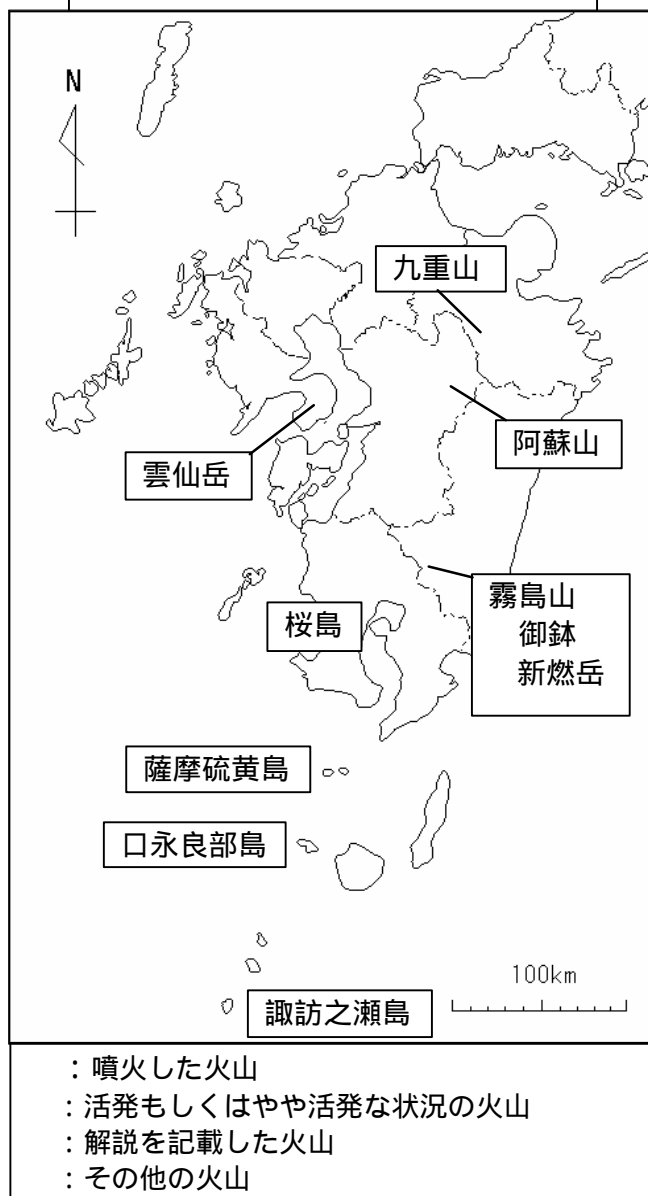 N
九重山
阿蘇山
雲仙岳
霧島山
御鉢
新燃岳
桜島
薩摩硫黄島
口永良部島
100km
諏訪之瀬島
：噴火した火山
：活発もしくはやや活発な状況の火山
：解説を記載した火山
：その他の火山